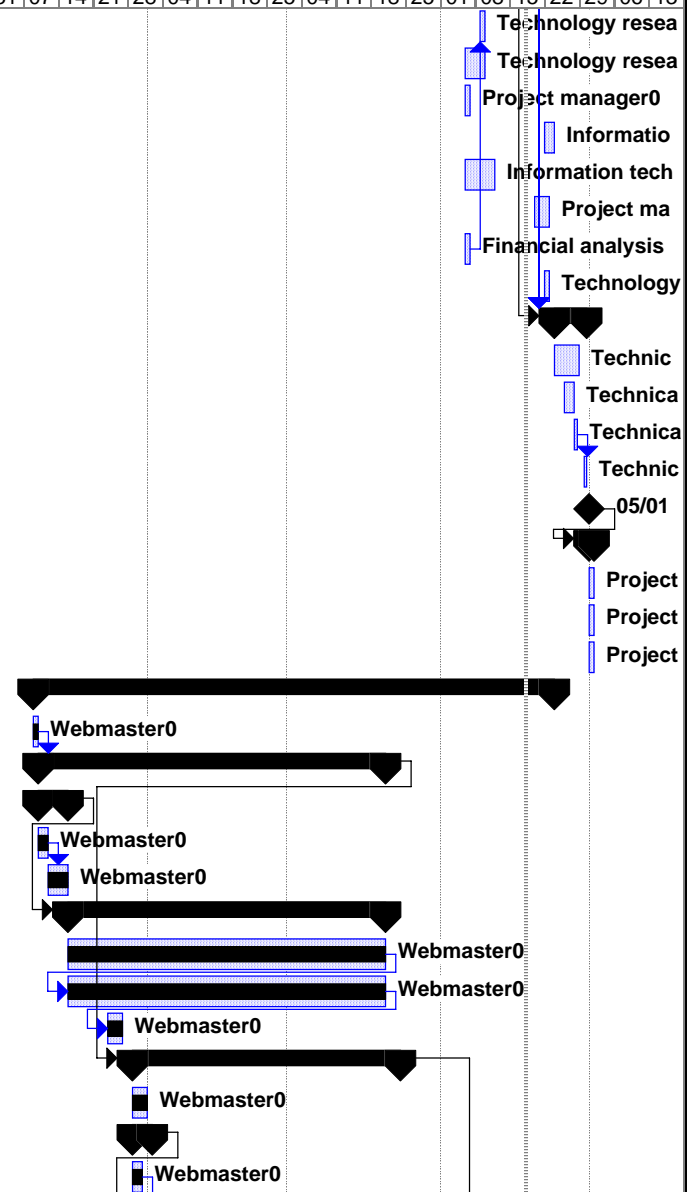 Technology resea
Technology resea
Project manager0
Informatio
Information tech
Project ma
Financial analysis
Technology
Technic
Technica
Technica
Technic
05/01
Project
Project
Project
Webmaster0
Webmaster0
Webmaster0
Webmaster0
Webmaster0
Webmaster0
Webmaster0
Webmaster0